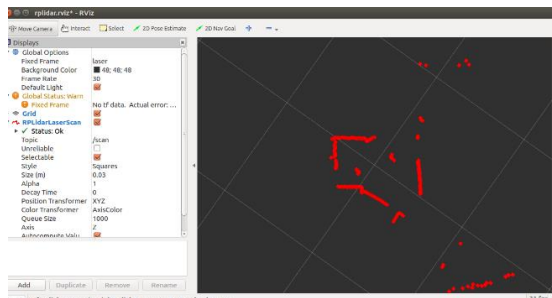 rplidar.rviz* - RViz
Move Camera Interact Select 2D Pose Estimate 2D Nav Goal
Displays
Global Options
Fixed Frame laser
Background Color 48; 48; 48
Frame Rate 30
Default Light
Global Status: Warn
Fixed Frame No tf data. Actual error: ...
Grid
RPLidarLaserScan
Status: Ok
Topic /scan
Unreliable
Selectable
Style Squares
Size (m) 0.03
Alpha 1
Decay Time 0
Position Transformer XYZ
Color Transformer AxisColor
Queue Size 1000
Axis Z
Autocompute Valu
Add Duplicate Remove Rename